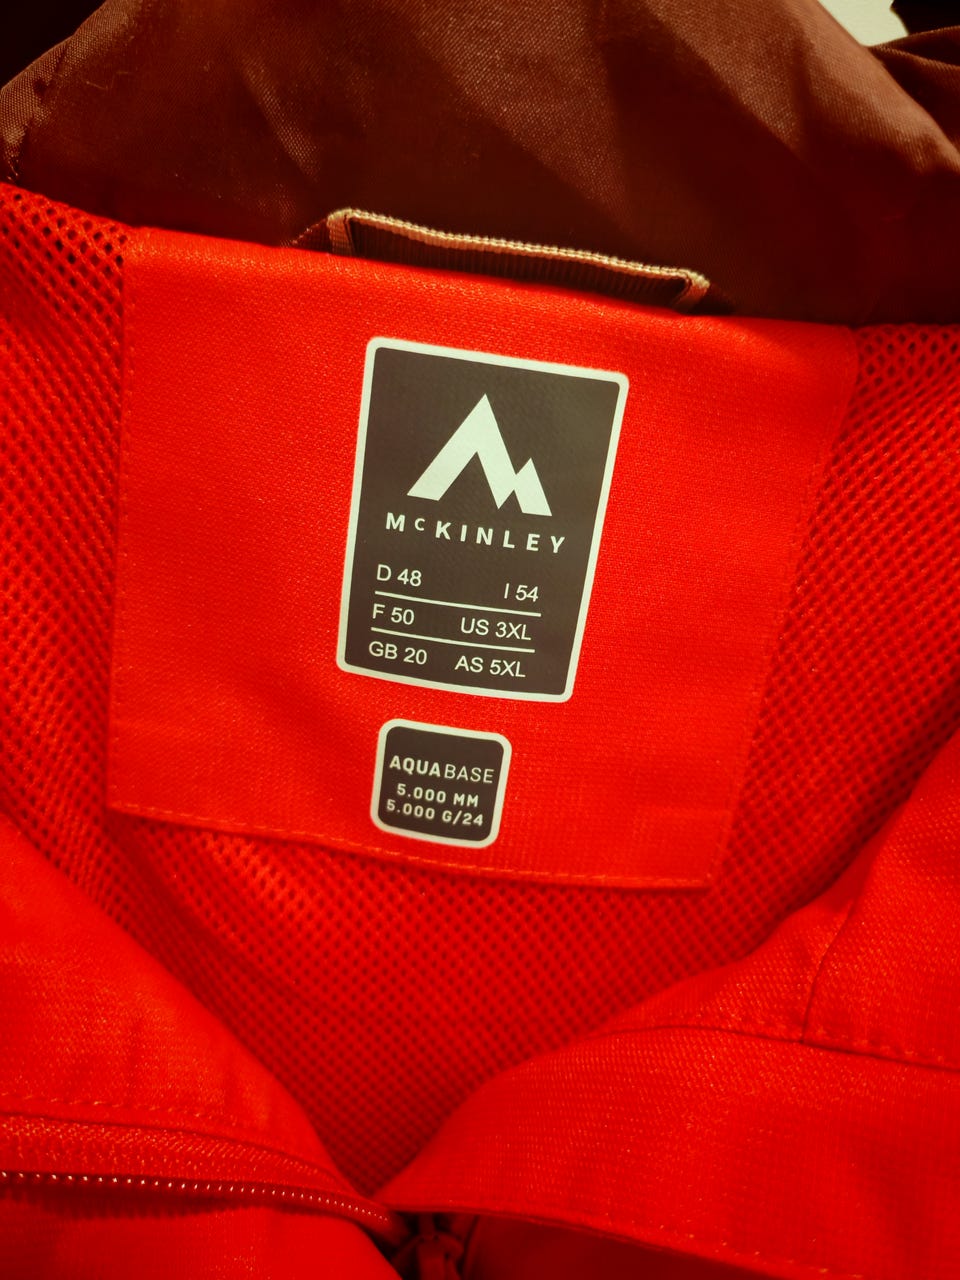 McKINLEY
D 48 I 54
F 50 US 3XL
GB 20 AS 5XL
AQUABASE
5.000 MM
5.000 G/24